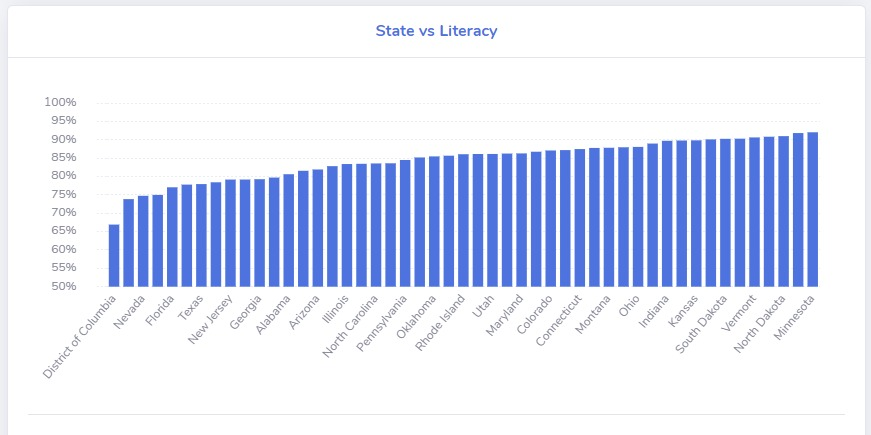 State vs Literacy
100%
95%
90%
85%
80%
75%
70%
65%
60%
55%
50%
District of Columbia
Nevada
Florida
Texas
New Jersey
Georgia
Alabama
Arizona
Illinois
North Carolina
Pennsylvania
Oklahoma
Rhode Island
Utah
Maryland
Colorado
Connecticut
Montana
Ohio
Indiana
Kansas
South Dakota
Vermont
North Dakota
Minnesota